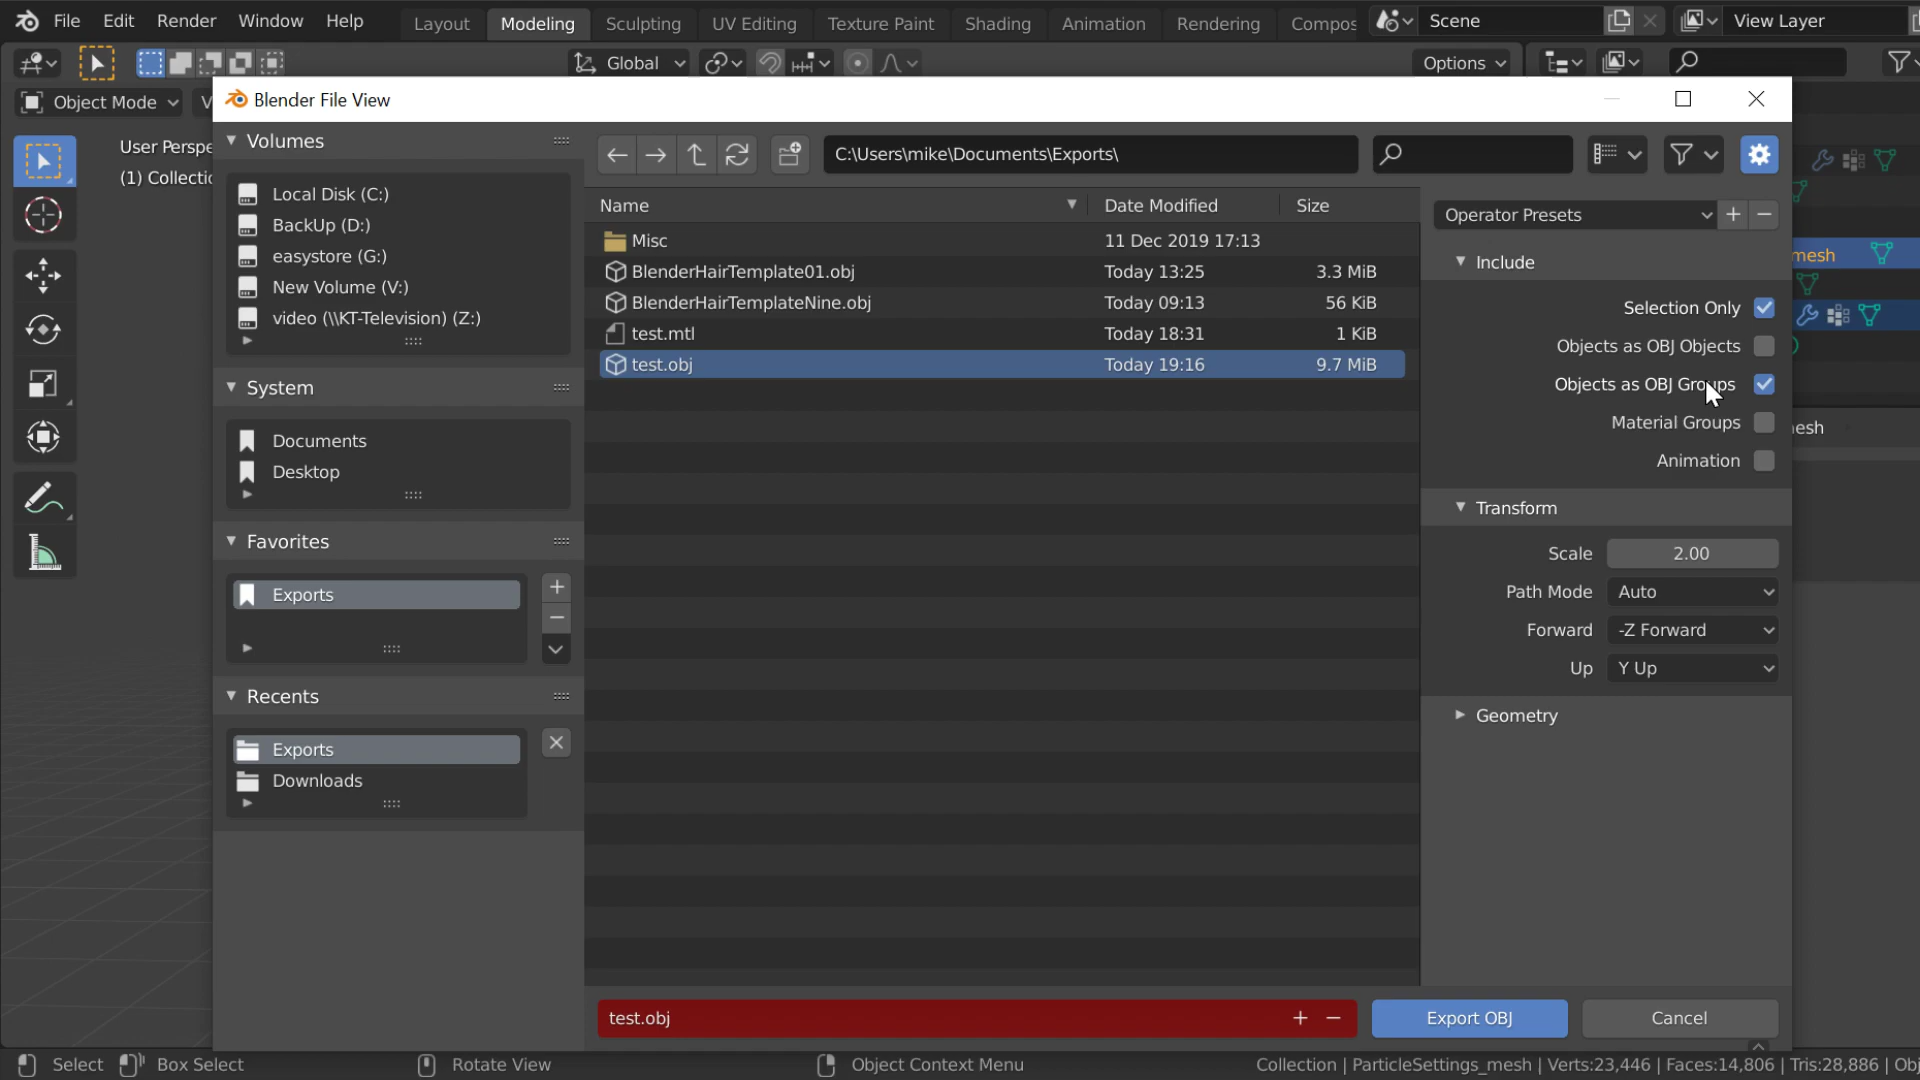 File Edit Render Window Help Layout Modeling Sculpting UV Editing Texture Paint Shading Animation Rendering Compos Scene View Layer
Global Options
Object Mode V
Blender File View
User Perspe
(1) Collectic
Volumes
Local Disk (C:)
BackUp (D:)
easystore (G:)
New Volume (V:)
video (\\KT-Television) (Z:)
System
Documents
Desktop
Favorites
Exports
Recents
Exports
Downloads
C:\Users\mike\Documents\Exports\
Name Date Modified Size
Misc 11 Dec 2019 17:13
BlenderHairTemplate01.obj Today 13:25 3.3 MiB
BlenderHairTemplateNine.obj Today 09:13 56 KiB
test.mtl Today 18:31 1 KiB
test.obj Today 19:16 9.7 MiB
Operator Presets
Include
Selection Only
Objects as OBJ Objects
Objects as OBJ Groups
Material Groups
Animation
Transform
Scale 2.00
Path Mode Auto
Forward -Z Forward
Up Y Up
Geometry
mesh
esh
test.obj
Export OBJ
Cancel
Select Box Select Rotate View Object Context Menu Collection | ParticleSettings_mesh | Verts:23,446 | Faces:14,806 | Tris:28,886 | Obj